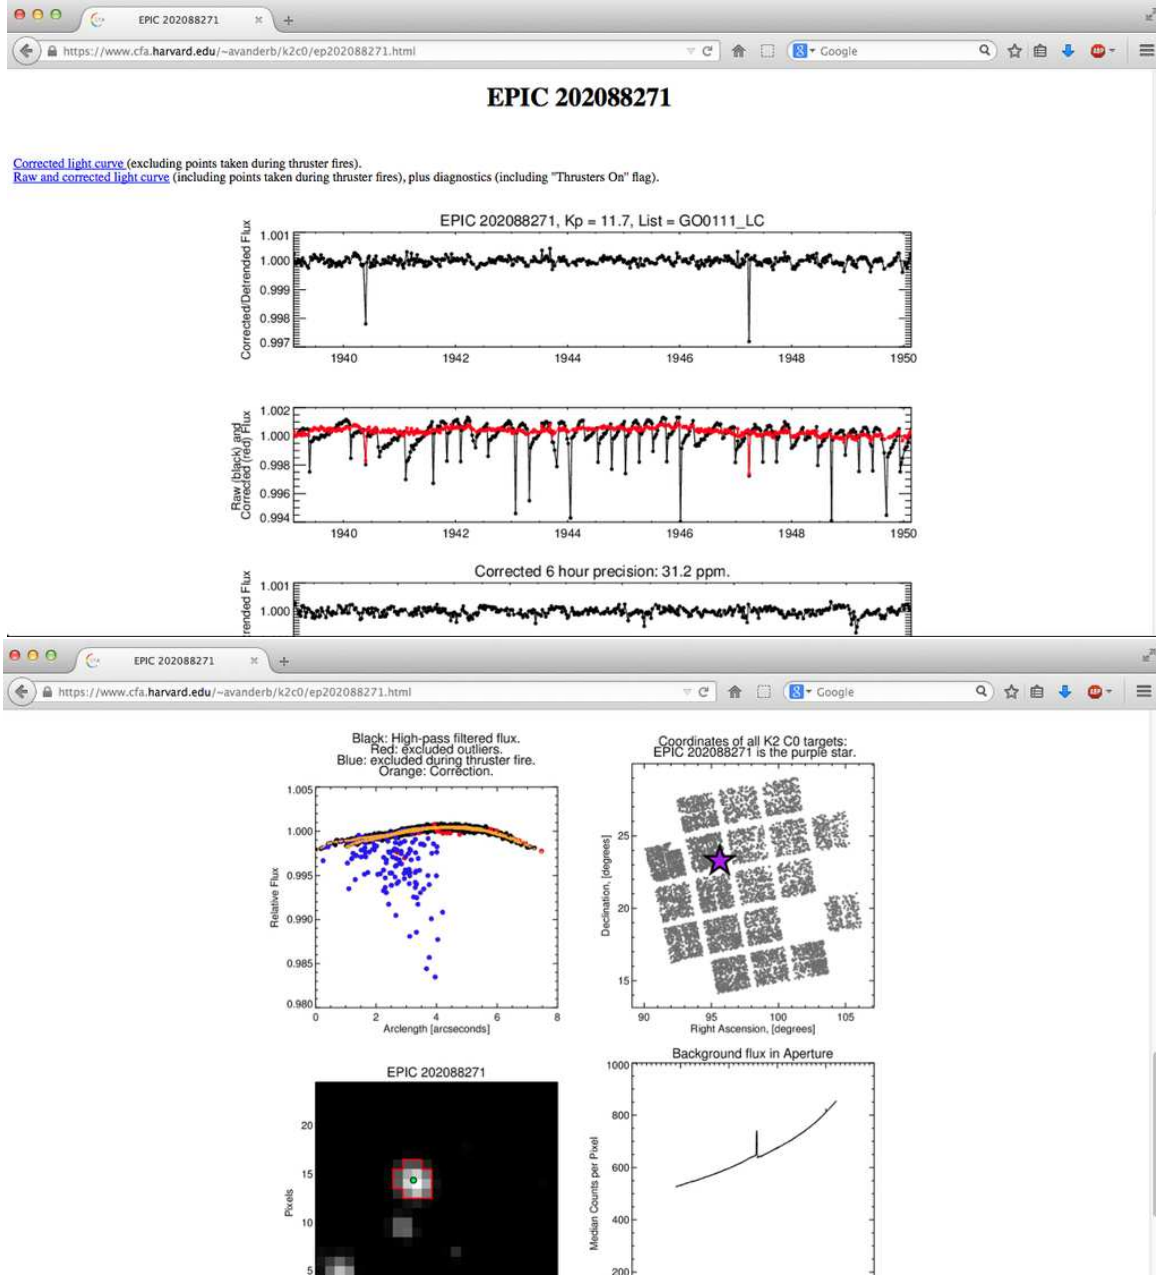 EPIC 202088271
https://www.cfa.harvard.edu/~avanderb/k2c0/ep202088271.html
Google
EPIC 202088271
Corrected light curve (excluding points taken during thruster fires).
Raw and corrected light curve (including points taken during thruster fires), plus diagnostics (including "Thrusters On" flag).
EPIC 202088271, Kp = 11.7, List = GO0111_LC
Corrected/Detrended Flux
1.001
1.000
0.999
0.998
0.997
1940 1942 1944 1946 1948 1950
Raw (black) and
Corrected (red) Flux
1.002
1.000
0.998
0.996
0.994
1940 1942 1944 1946 1948 1950
Corrected 6 hour precision: 31.2 ppm.
rended Flux
1.001
1.000
EPIC 202088271
https://www.cfa.harvard.edu/~avanderb/k2c0/ep202088271.html
Google
Black: High-pass filtered flux.
Red: excluded outliers.
Blue: excluded during thruster fire.
Orange: Correction.
Relative Flux
1.005
1.000
0.995
0.990
0.985
0.980
0 2 4 6 8
Arclength [arcseconds]
Coordinates of all K2 C0 targets:
EPIC 202088271 is the purple star.
Declination, [degrees]
25
20
15
90 95 100 105
Right Ascension, [degrees]
EPIC 202088271
Pixels
20
15
10
5
Background flux in Aperture
Median Counts per Pixel
1000
800
600
400
200